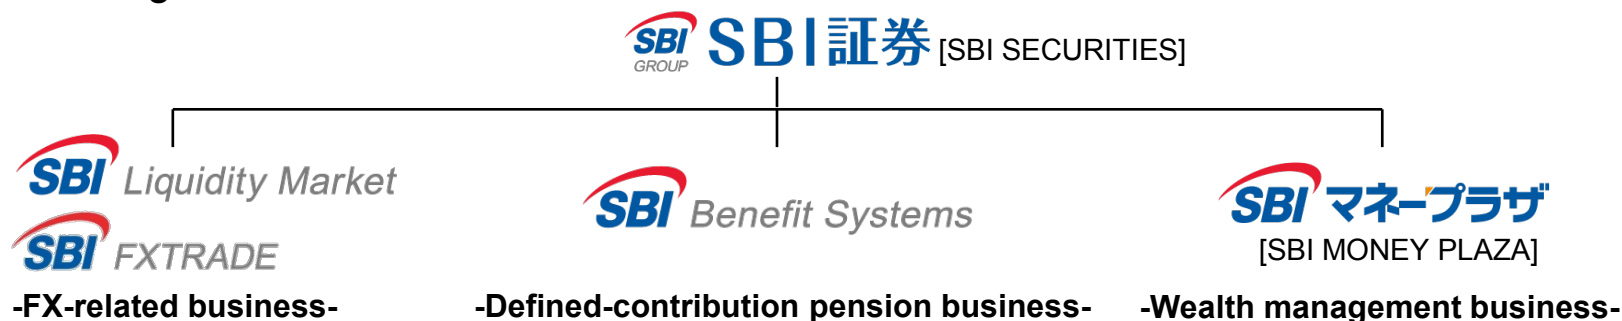 SBI GROUP SBI証券 [SBI SECURITIES]
SBI Liquidity Market
SBI FXTRADE
-FX-related business-
SBI Benefit Systems
-Defined-contribution pension business-
SBI マネープラザ
[SBI MONEY PLAZA]
-Wealth management business-